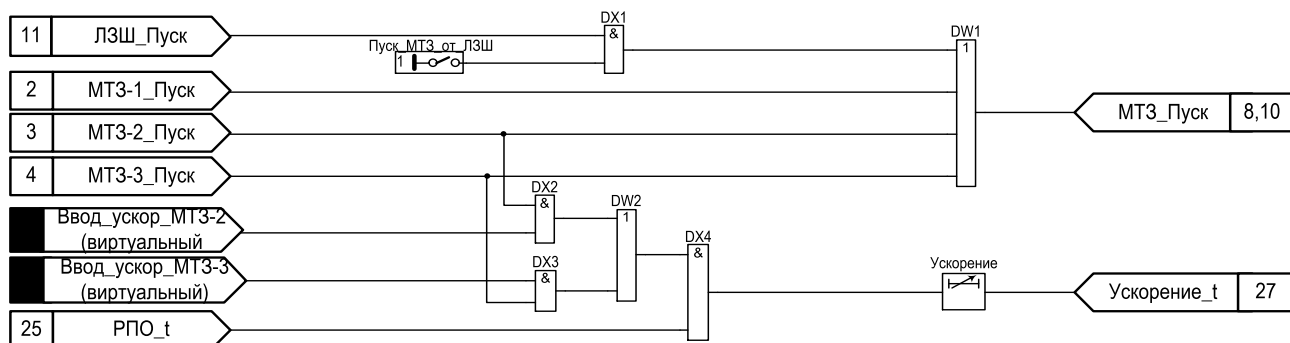 11 ЛЗШ_Пуск
DX1
&
Пуск_МТЗ_от_ЛЗШ
1
DW1
1
2 МТЗ-1_Пуск
МТЗ_Пуск 8,10
3 МТЗ-2_Пуск
4 МТЗ-3_Пуск
DX2
&
DW2
1
Ввод_ускор_МТЗ-2
(виртуальный
DX4
&
Ввод_ускор_МТЗ-3
(виртуальный)
DX3
&
Ускорение
Ускорение_t 27
25 РПО_t